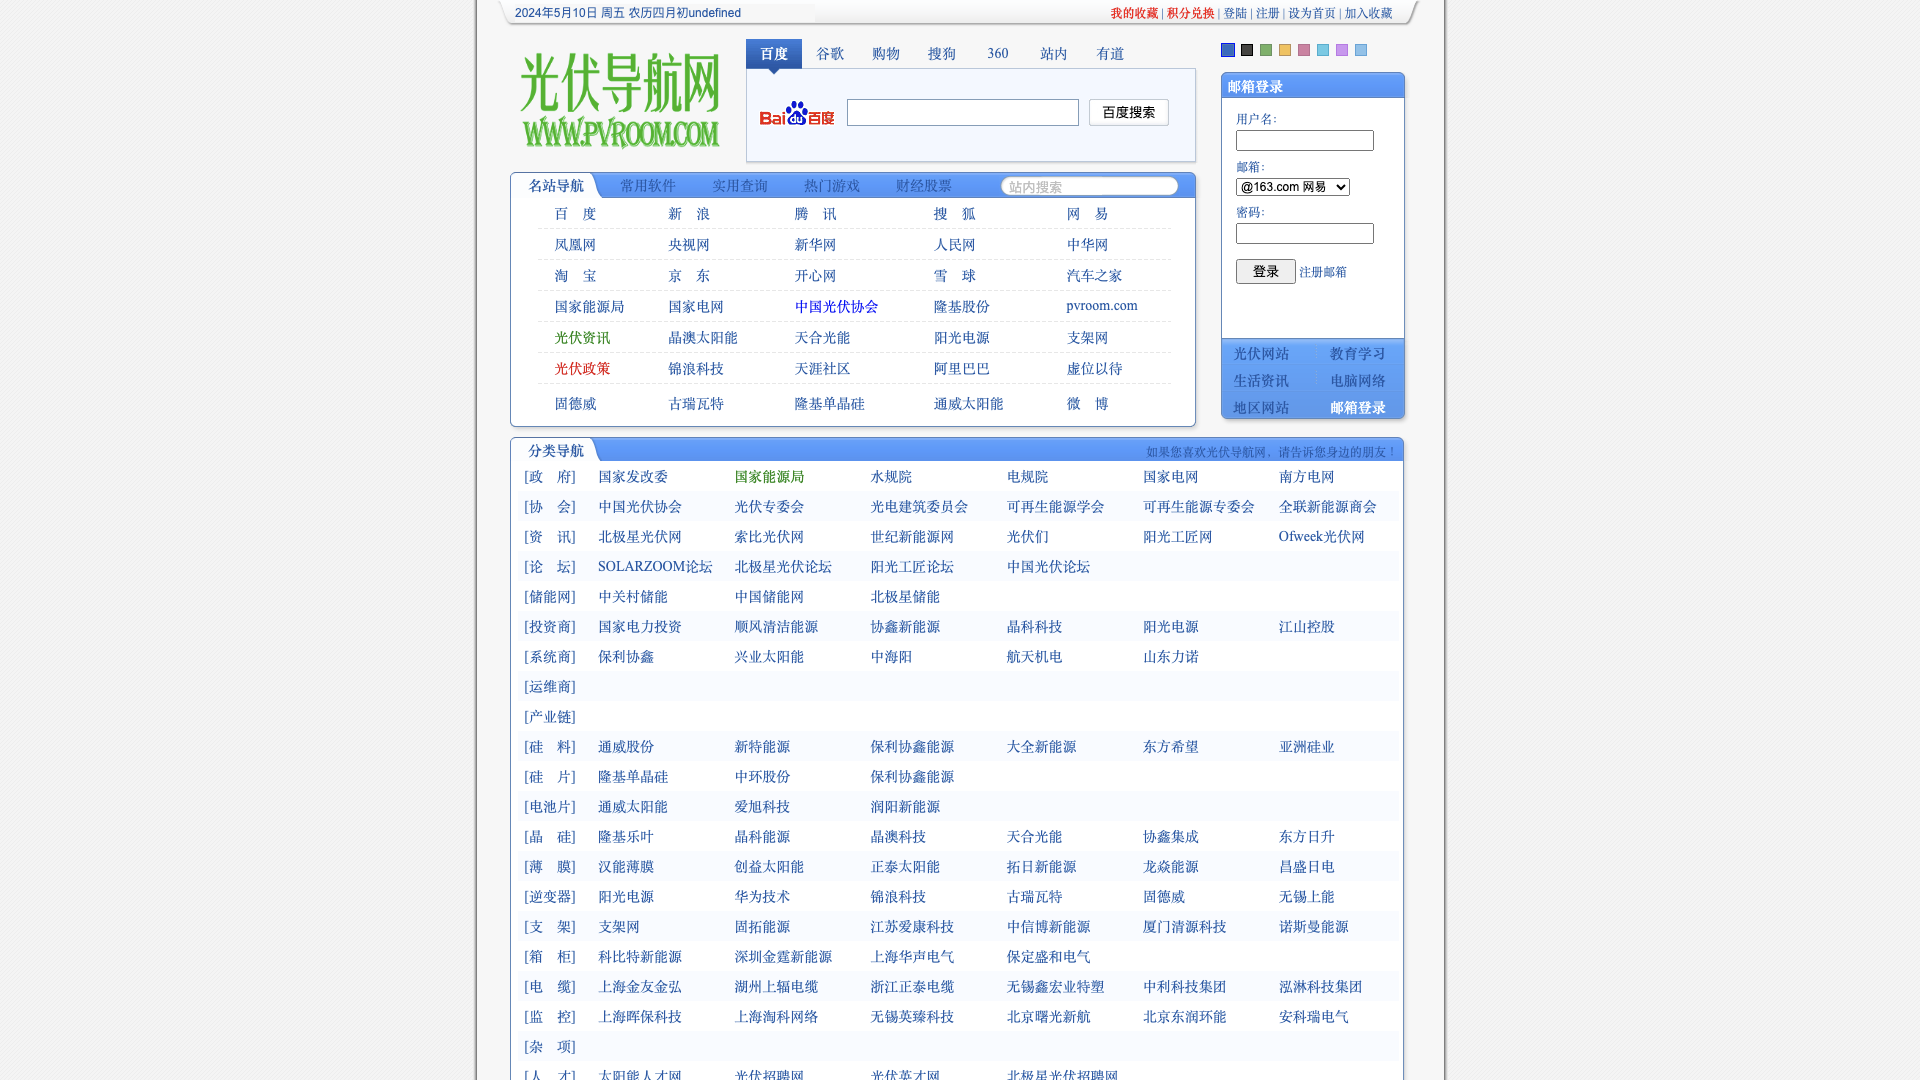 2024年5月10日 周五 农历四月初undefined
我的收藏 | 积分兑换 | 登陆 | 注册 | 设为首页 | 加入收藏
光伏导航网
WWW.PVROOM.COM
百度 谷歌 购物 搜狗 360 站内 有道
Bai du 百度 百度搜索
邮箱登录
用户名：
邮箱：
@163.com 网易
密码：
登录 注册邮箱
光伏网站 教育学习
生活资讯 电脑网络
地区网站 邮箱登录
名站导航 常用软件 实用查询 热门游戏 财经股票 站内搜索
百　度 新　浪 腾　讯 搜　狐 网　易
凤凰网 央视网 新华网 人民网 中华网
淘　宝 京　东 开心网 雪　球 汽车之家
国家能源局 国家电网 中国光伏协会 隆基股份 pvroom.com
光伏资讯 晶澳太阳能 天合光能 阳光电源 支架网
光伏政策 锦浪科技 天涯社区 阿里巴巴 虚位以待
固德威 古瑞瓦特 隆基单晶硅 通威太阳能 微　博
分类导航 如果您喜欢光伏导航网，请告诉您身边的朋友！
[政　府] 国家发改委 国家能源局 水规院 电规院 国家电网 南方电网
[协　会] 中国光伏协会 光伏专委会 光电建筑委员会 可再生能源学会 可再生能源专委会 全联新能源商会
[资　讯] 北极星光伏网 索比光伏网 世纪新能源网 光伏们 阳光工匠网 Ofweek光伏网
[论　坛] SOLARZOOM论坛 北极星光伏论坛 阳光工匠论坛 中国光伏论坛
[储能网] 中关村储能 中国储能网 北极星储能
[投资商] 国家电力投资 顺风清洁能源 协鑫新能源 晶科科技 阳光电源 江山控股
[系统商] 保利协鑫 兴业太阳能 中海阳 航天机电 山东力诺
[运维商]
[产业链]
[硅　料] 通威股份 新特能源 保利协鑫能源 大全新能源 东方希望 亚洲硅业
[硅　片] 隆基单晶硅 中环股份 保利协鑫能源
[电池片] 通威太阳能 爱旭科技 润阳新能源
[晶　硅] 隆基乐叶 晶科能源 晶澳科技 天合光能 协鑫集成 东方日升
[薄　膜] 汉能薄膜 创益太阳能 正泰太阳能 拓日新能源 龙焱能源 昌盛日电
[逆变器] 阳光电源 华为技术 锦浪科技 古瑞瓦特 固德威 无锡上能
[支　架] 支架网 固拓能源 江苏爱康科技 中信博新能源 厦门清源科技 诺斯曼能源
[箱　柜] 科比特新能源 深圳金霆新能源 上海华声电气 保定盛和电气
[电　缆] 上海金友金弘 湖州上辐电缆 浙江正泰电缆 无锡鑫宏业特塑 中利科技集团 泓淋科技集团
[监　控] 上海晖保科技 上海淘科网络 无锡英臻科技 北京曙光新航 北京东润环能 安科瑞电气
[杂　项]
[人　才] 太阳能人才网 光伏招聘网 光伏英才网 北极星光伏招聘网